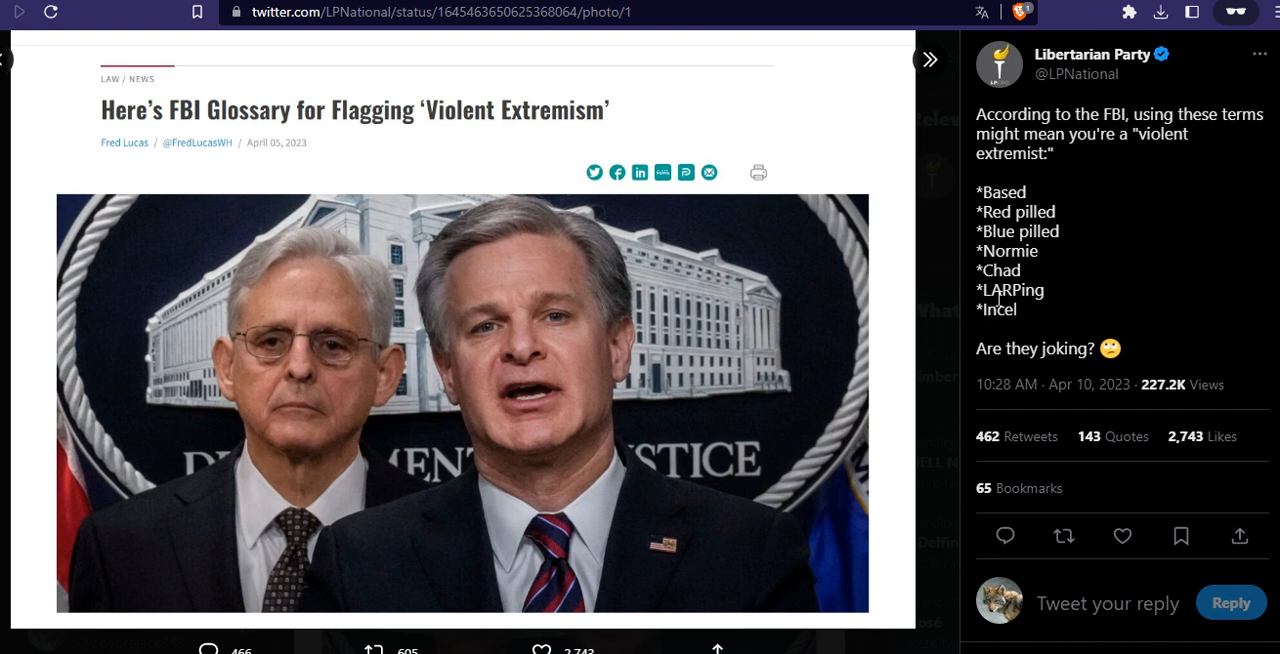 twitter.com/LPNational/status/1645463650625368064/photo/1
1
LAW / NEWS
Here's FBI Glossary for Flagging 'Violent Extremism'
Fred Lucas / @FredLucasWH / April 05, 2023
STICE
Libertarian Party
@LPNational
According to the FBI, using these terms
might mean you're a "violent
extremist:"
*Based
*Red pilled
*Blue pilled
*Normie
*Chad
*LARPing
*Incel
Are they joking? 🙄
10:28 AM · Apr 10, 2023 · 227.2K Views
462 Retweets 143 Quotes 2,743 Likes
65 Bookmarks
Tweet your reply
Reply
466 605 2,743